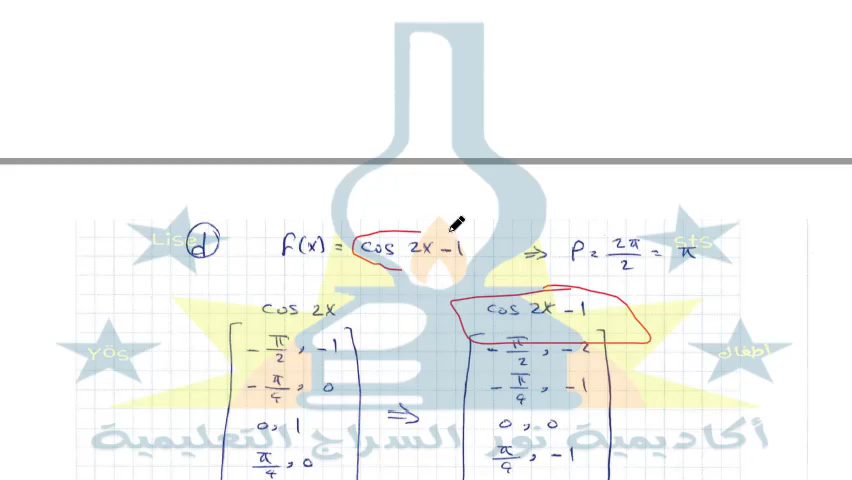 d f(x) = cos 2x - 1 ⇒ P = 2π/2 = π
Lise
sts
cos 2x cos 2x - 1
-π/2, -1 -π/2, -2
Yös
اطفالك
-π/4, 0 ⇒ -π/4, -1
0, 1 0, 0
أكاديمية نور السراج التعليمية
π/4, 0 π/4, -1